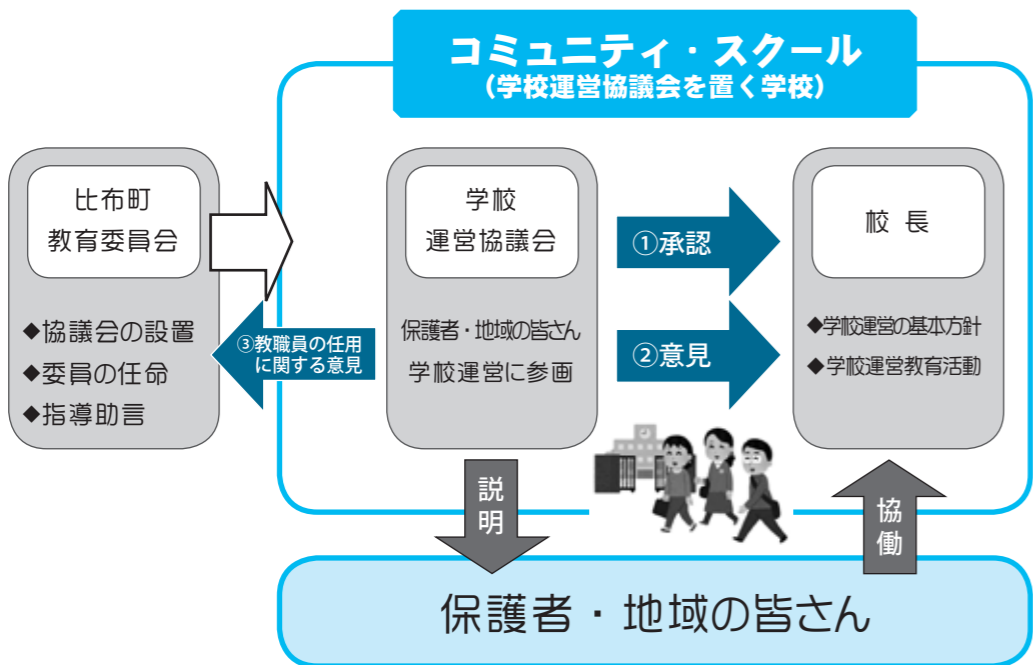 コミュニティ・スクール
(学校運営協議会を置く学校)
比布町
教育委員会
◆協議会の設置
◆委員の任命
◆指導助言
学校
運営協議会
保護者・地域の皆さん
学校運営に参画
①承認
②意見
③教職員の任用
に関する意見
校長
◆学校運営の基本方針
◆学校運営教育活動
説明
協働
保護者・地域の皆さん